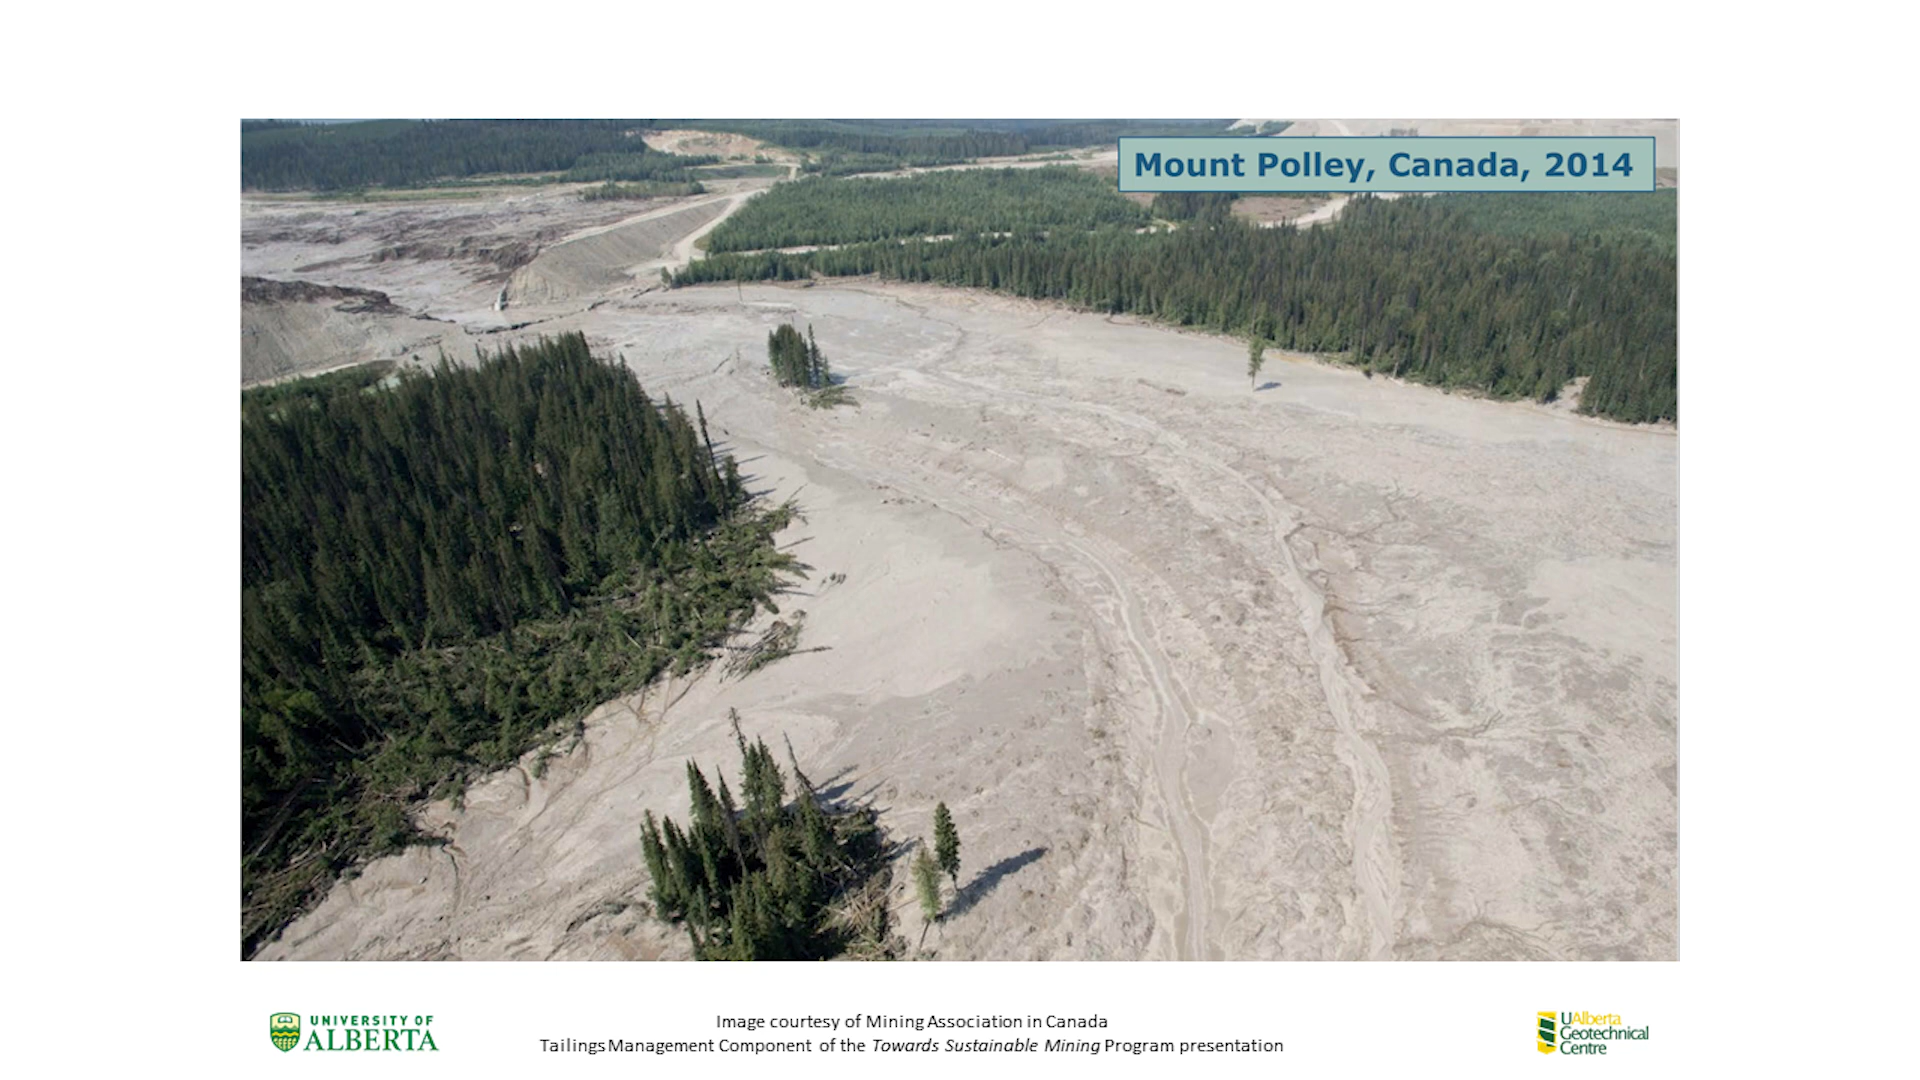 Mount Polley, Canada, 2014
UNIVERSITY OF
ALBERTA
Image courtesy of Mining Association in Canada
Tailings Management Component of the Towards Sustainable Mining Program presentation
UAlberta
Geotechnical
Centre